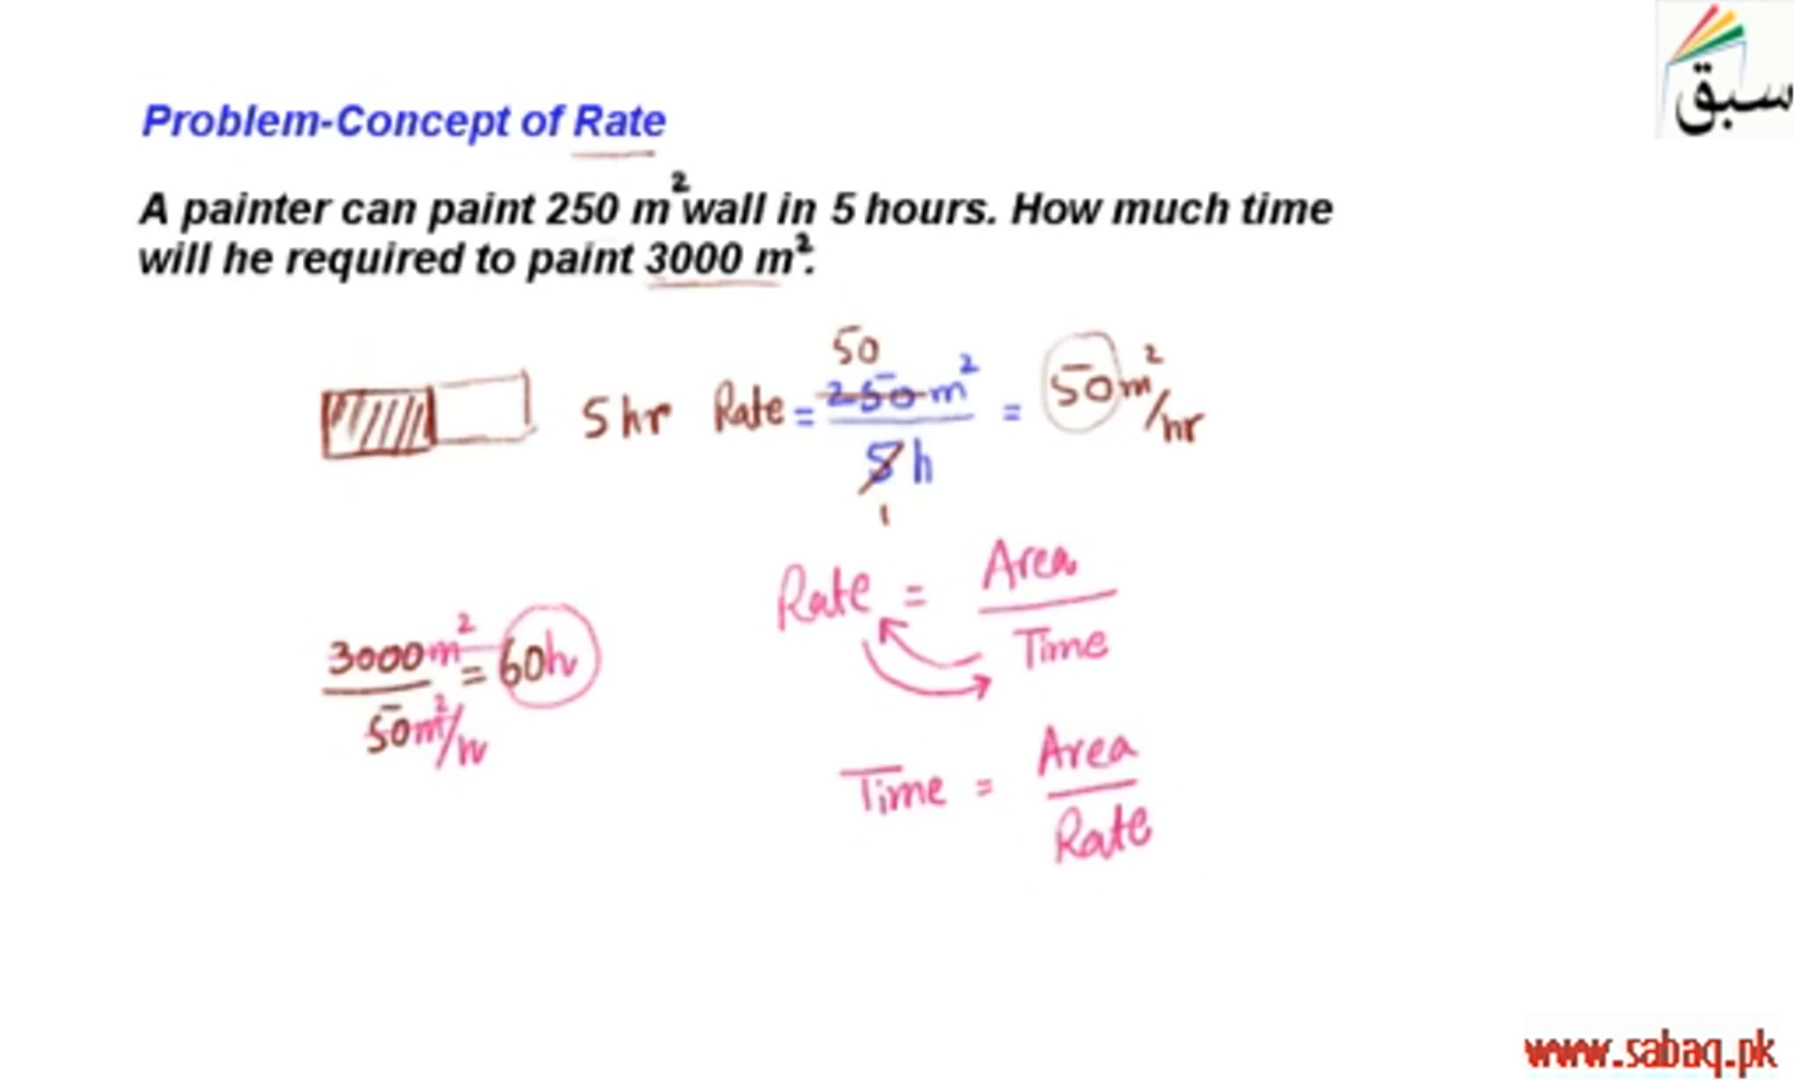 سبق
Problem-Concept of Rate
A painter can paint 250 m² wall in 5 hours. How much time
will he required to paint 3000 m².
5 hr Rate = 250 m² / 5 h = 50 m²/hr
50
1
Rate = Area / Time
3000 m² / 50 m²/hr = 60 hr
Time = Area / Rate
www.sabaq.pk